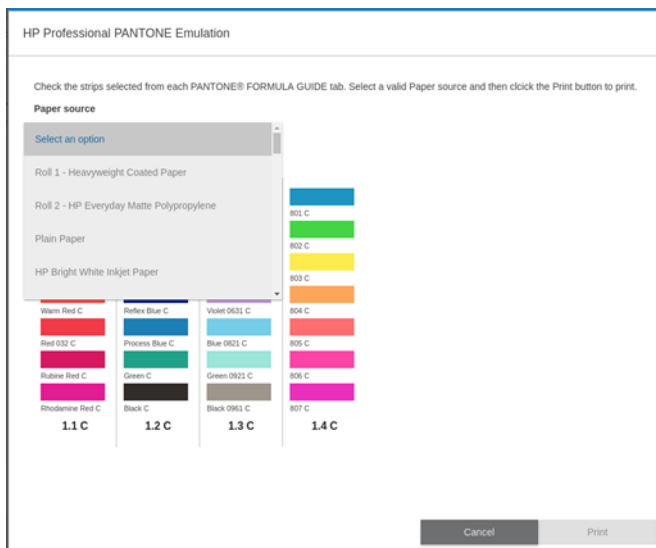 HP Professional PANTONE Emulation
Check the strips selected from each PANTONE® FORMULA GUIDE tab. Select a valid Paper source and then clcick the Print button to print.
Paper source
Select an option
Roll 1 - Heavyweight Coated Paper
Roll 2 - HP Everyday Matte Polypropylene
Plain Paper
HP Bright White Inkjet Paper
801 C
802 C
803 C
Warm Red C Reflex Blue C Violet 0631 C 804 C
Red 032 C Process Blue C Blue 0821 C 805 C
Rubine Red C Green C Green 0921 C 806 C
Rhodamine Red C Black C Black 0961 C 807 C
1.1 C 1.2 C 1.3 C 1.4 C
Cancel Print